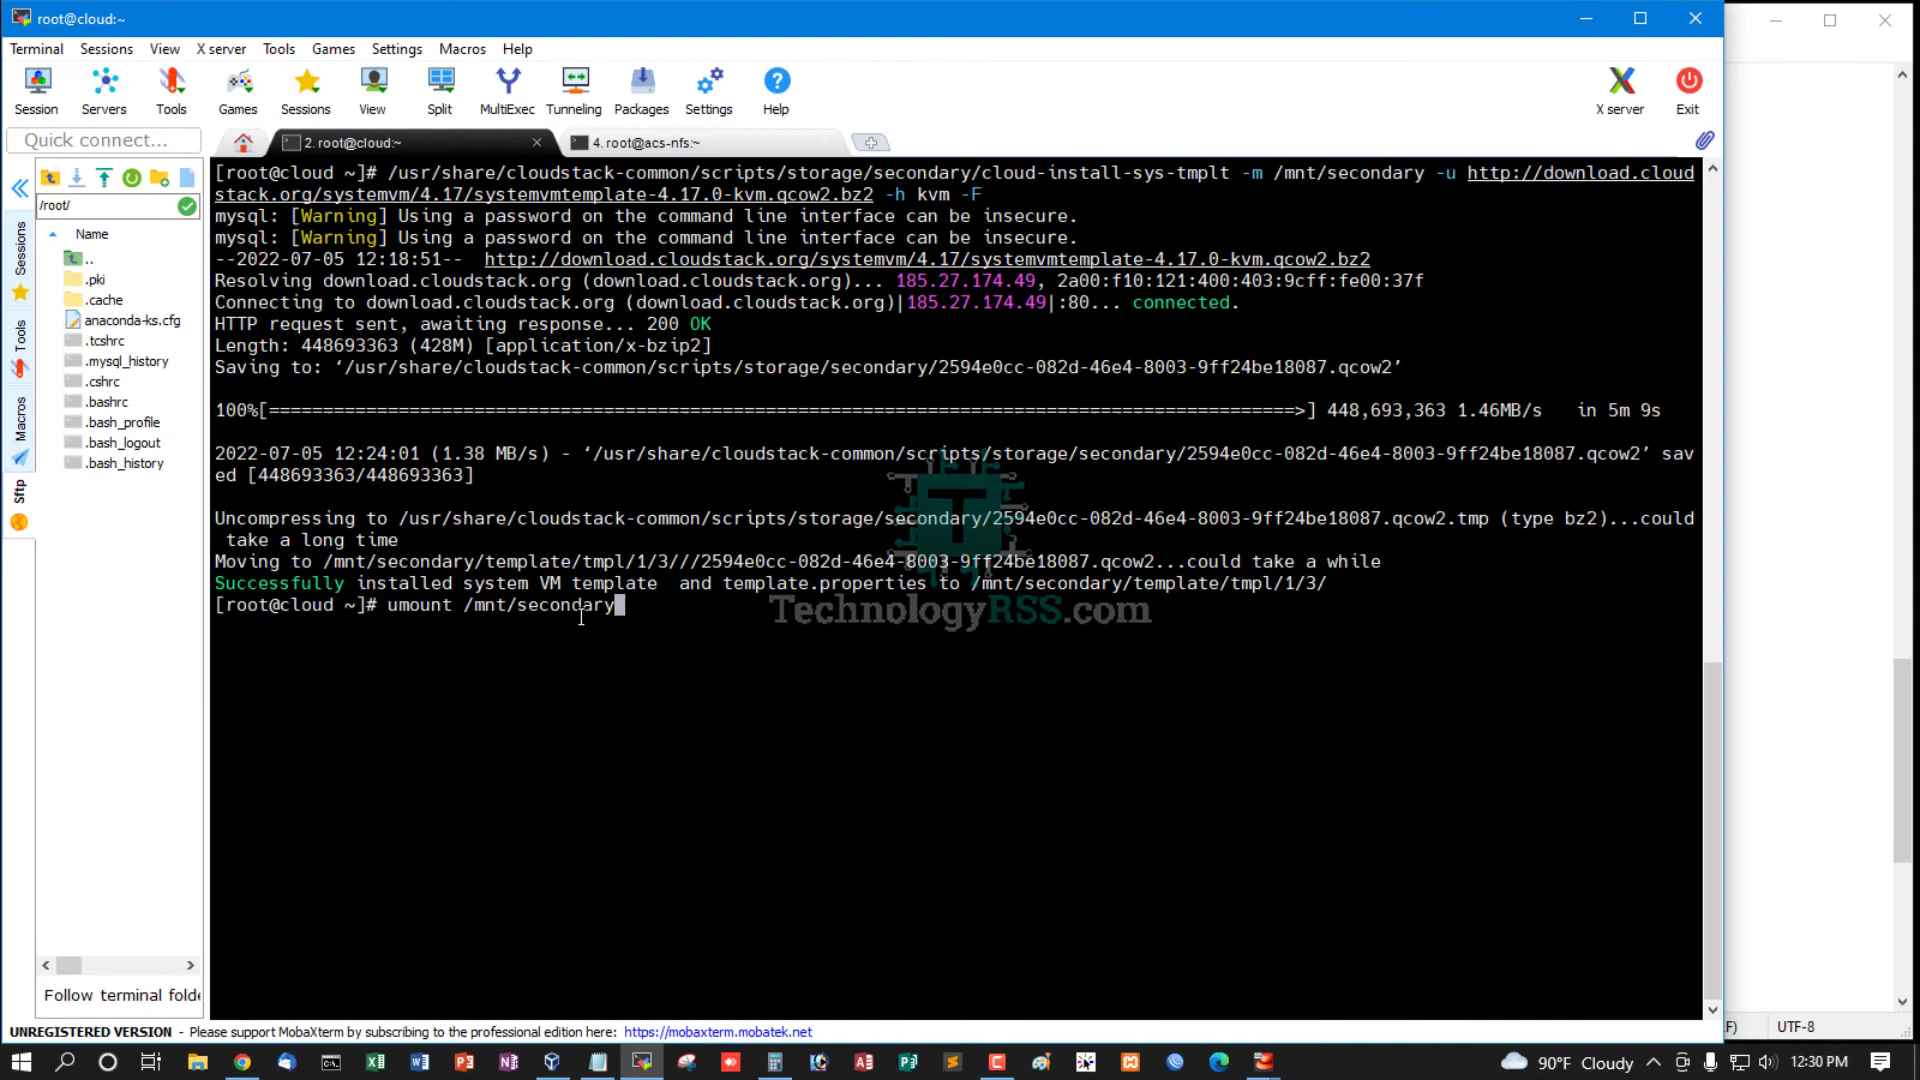 root@cloud:~
Terminal Sessions View X server Tools Games Settings Macros Help
Session Servers Tools Games Sessions View Split MultiExec Tunneling Packages Settings Help X server Exit
Quick connect...
2. root@cloud:~
4. root@acs-nfs:~
/root/
Name
..
.pki
.cache
anaconda-ks.cfg
.tcshrc
.mysql_history
.cshrc
.bashrc
.bash_profile
.bash_logout
.bash_history
Sessions
Tools
Macros
Sftp
Follow terminal folde
[root@cloud ~]# /usr/share/cloudstack-common/scripts/storage/secondary/cloud-install-sys-tmplt -m /mnt/secondary -u http://download.cloud
stack.org/systemvm/4.17/systemvmtemplate-4.17.0-kvm.qcow2.bz2 -h kvm -F
mysql: [Warning] Using a password on the command line interface can be insecure.
mysql: [Warning] Using a password on the command line interface can be insecure.
--2022-07-05 12:18:51-- http://download.cloudstack.org/systemvm/4.17/systemvmtemplate-4.17.0-kvm.qcow2.bz2
Resolving download.cloudstack.org (download.cloudstack.org)... 185.27.174.49, 2a00:f10:121:400:403:9cff:fe00:37f
Connecting to download.cloudstack.org (download.cloudstack.org)|185.27.174.49|:80... connected.
HTTP request sent, awaiting response... 200 OK
Length: 448693363 (428M) [application/x-bzip2]
Saving to: ‘/usr/share/cloudstack-common/scripts/storage/secondary/2594e0cc-082d-46e4-8003-9ff24be18087.qcow2’
100%[===============================================================================================>] 448,693,363 1.46MB/s in 5m 9s
2022-07-05 12:24:01 (1.38 MB/s) - ‘/usr/share/cloudstack-common/scripts/storage/secondary/2594e0cc-082d-46e4-8003-9ff24be18087.qcow2’ sav
ed [448693363/448693363]
Uncompressing to /usr/share/cloudstack-common/scripts/storage/secondary/2594e0cc-082d-46e4-8003-9ff24be18087.qcow2.tmp (type bz2)...could
take a long time
Moving to /mnt/secondary/template/tmpl/1/3///2594e0cc-082d-46e4-8003-9ff24be18087.qcow2...could take a while
Successfully installed system VM template and template.properties to /mnt/secondary/template/tmpl/1/3/
[root@cloud ~]# umount /mnt/secondary
TechnologyRSS.com
UNREGISTERED VERSION - Please support MobaXterm by subscribing to the professional edition here: https://mobaxterm.mobatek.net
F) UTF-8
90°F Cloudy 12:30 PM